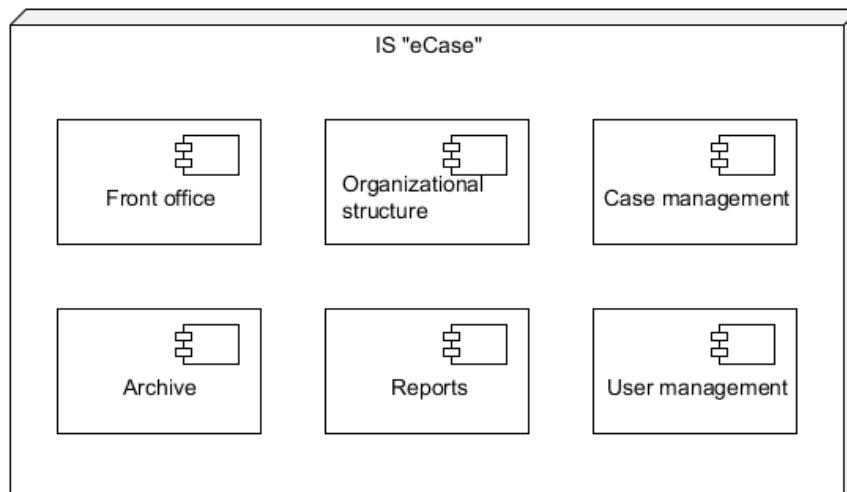 IS "eCase"
Front office
Organizational
structure
Case management
Archive
Reports
User management